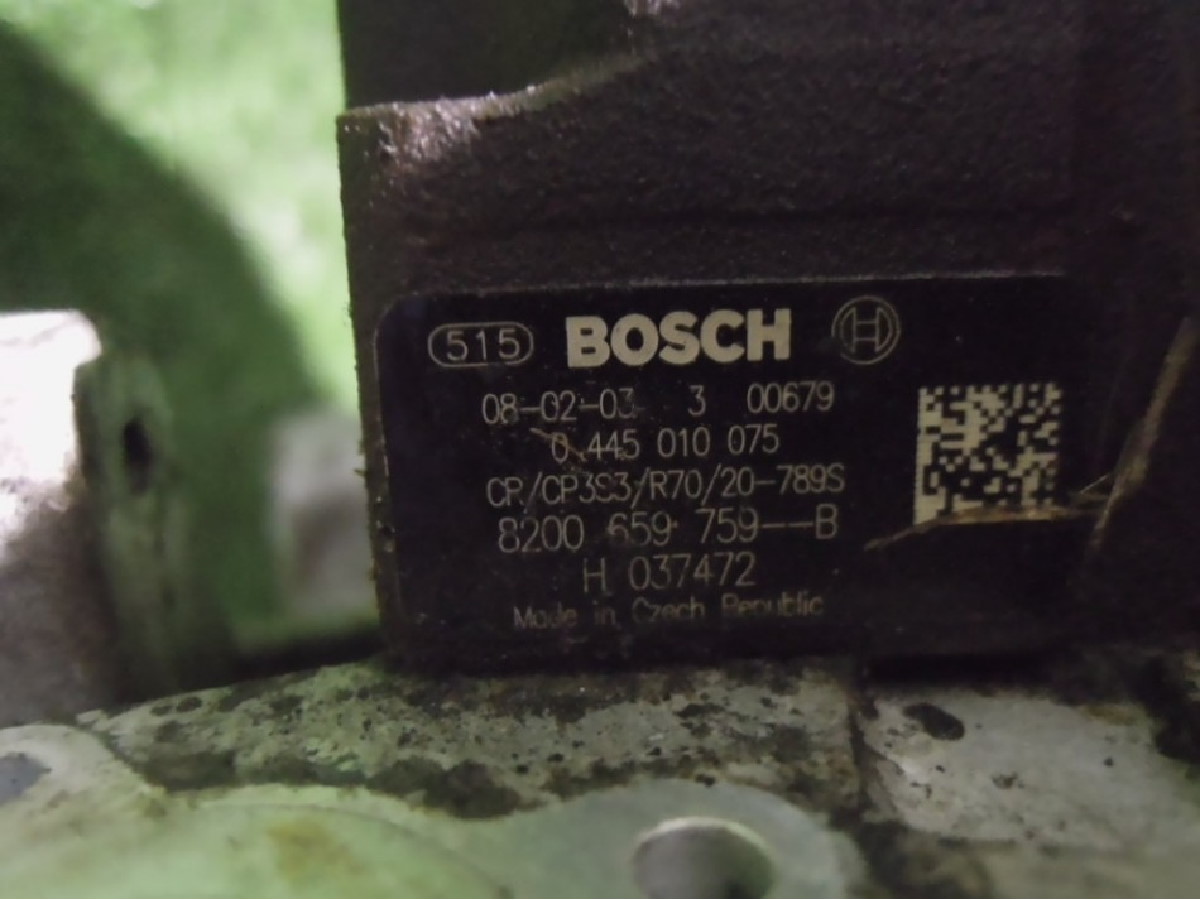 515 BOSCH
08-02-03 3 00679
0 445 010 075
CR/CP3S3/R70/20-789S
8200 659 759--B
H 037472
Made in Czech Republic